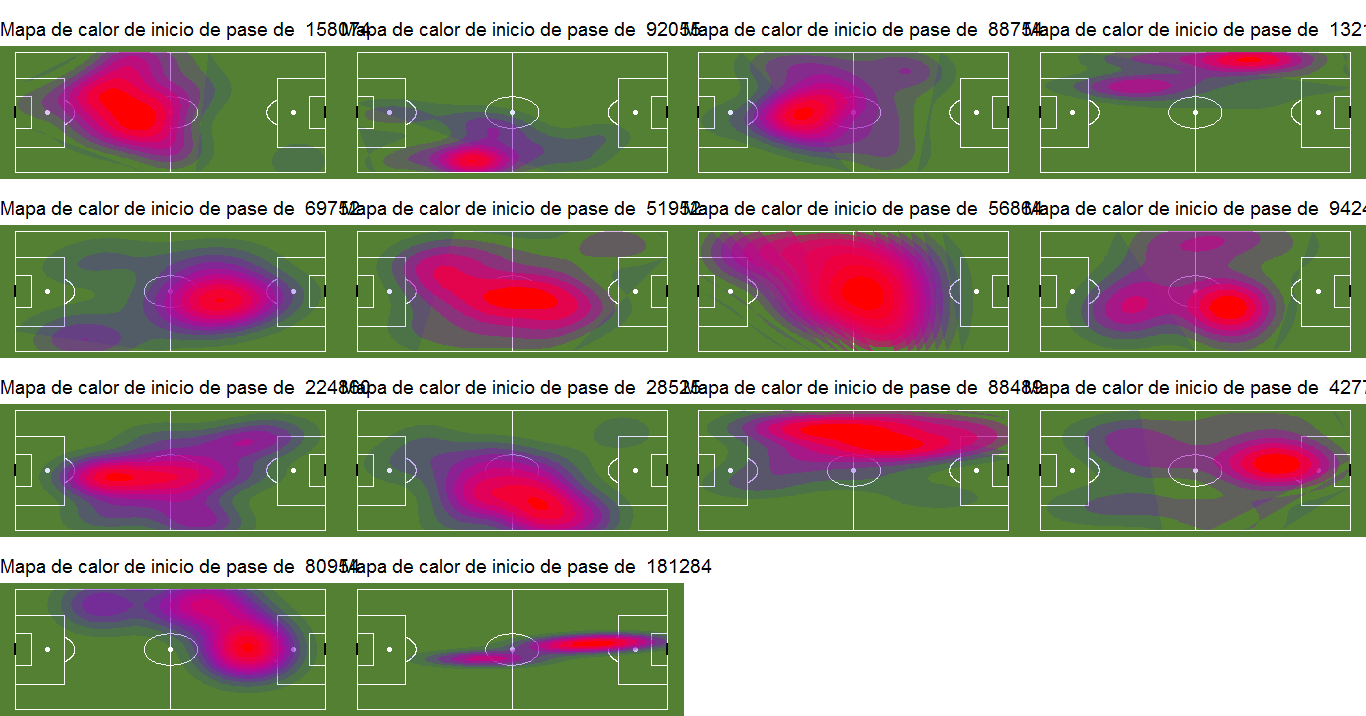 Mapa de calor de inicio de pase de 158074
Mapa de calor de inicio de pase de 92055
Mapa de calor de inicio de pase de 88754
Mapa de calor de inicio de pase de 1321
Mapa de calor de inicio de pase de 69752
Mapa de calor de inicio de pase de 51952
Mapa de calor de inicio de pase de 56864
Mapa de calor de inicio de pase de 9424
Mapa de calor de inicio de pase de 224860
Mapa de calor de inicio de pase de 28525
Mapa de calor de inicio de pase de 88489
Mapa de calor de inicio de pase de 4277
Mapa de calor de inicio de pase de 80954
Mapa de calor de inicio de pase de 181284